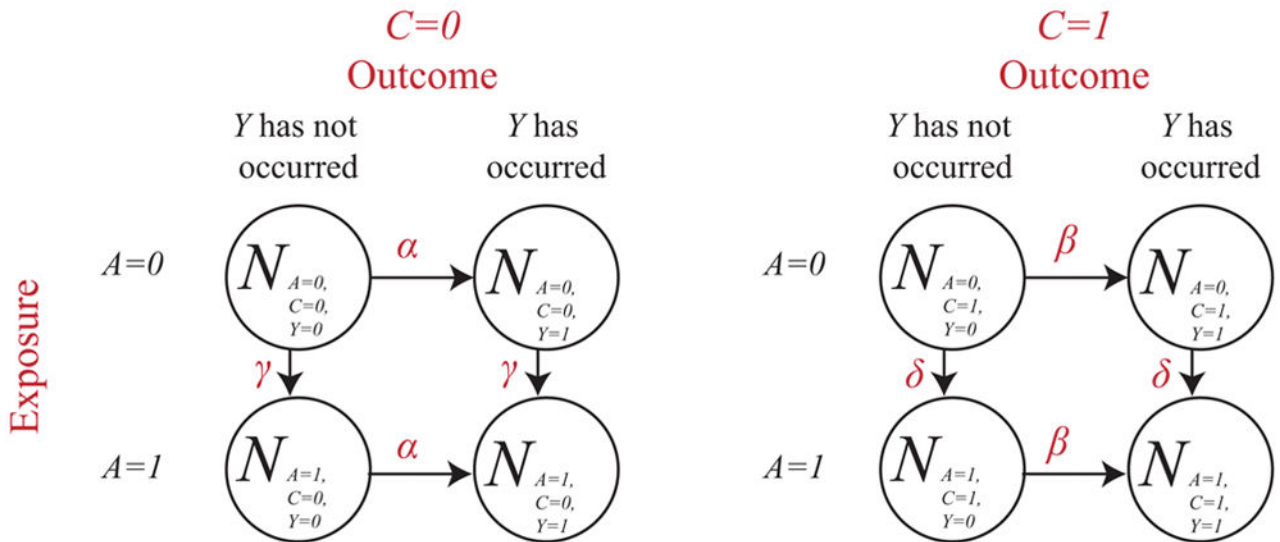 C=0
Outcome
Y has not occurred
Y has occurred
C=1
Outcome
Y has not occurred
Y has occurred
Exposure
A=0
N A=0, C=0, Y=0
α
N A=0, C=0, Y=1
γ
γ
A=1
N A=1, C=0, Y=0
α
N A=1, C=0, Y=1
A=0
N A=0, C=1, Y=0
β
N A=0, C=1, Y=1
δ
δ
A=1
N A=1, C=1, Y=0
β
N A=1, C=1, Y=1